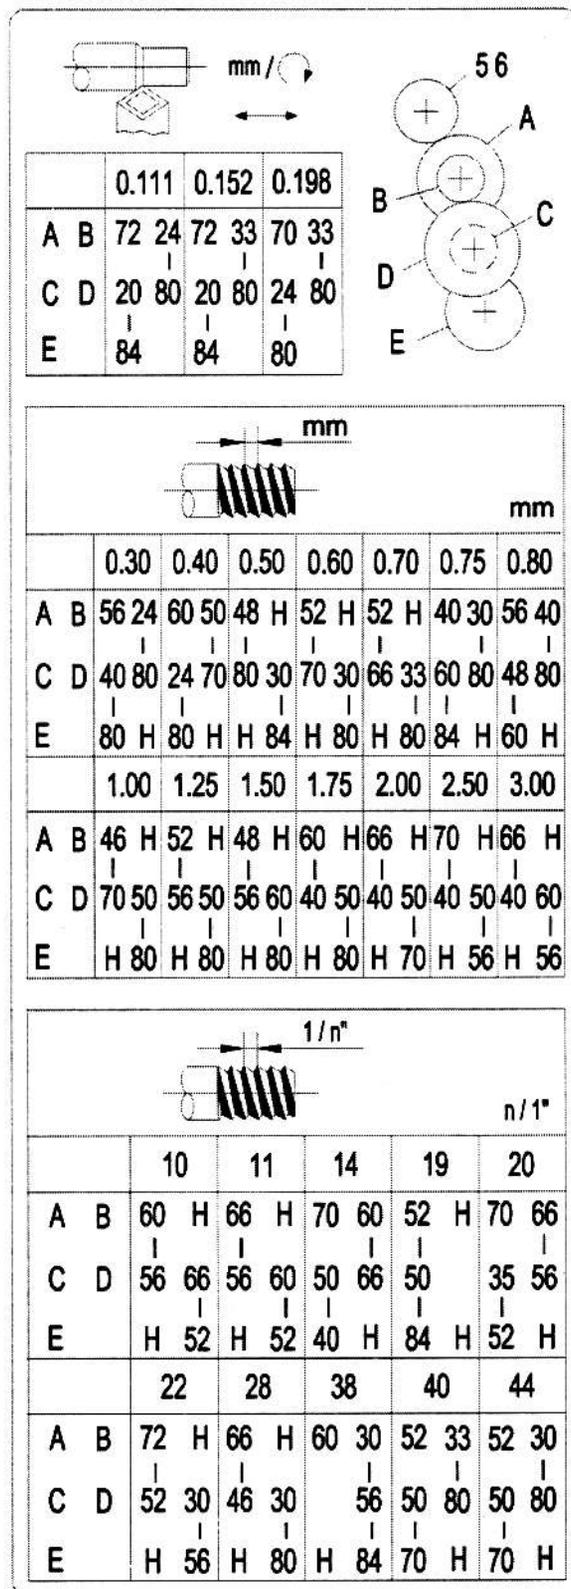 mm /
56
A
B
C
D
E
0.111 0.152 0.198
A B 72 24 72 33 70 33
C D 20 80 20 80 24 80
E 84 84 80
mm
mm
0.30 0.40 0.50 0.60 0.70 0.75 0.80
A B 56 24 60 50 48 H 52 H 52 H 40 30 56 40
C D 40 80 24 70 80 30 70 30 66 33 60 80 48 80
E 80 H 80 H H 84 H 80 H 80 84 H 60 H
1.00 1.25 1.50 1.75 2.00 2.50 3.00
A B 46 H 52 H 48 H 60 H 66 H 70 H 66 H
C D 70 50 56 50 56 60 40 50 40 50 40 50 40 60
E H 80 H 80 H 80 H 80 H 70 H 56 H 56
1/n"
n/1"
10 11 14 19 20
A B 60 H 66 H 70 60 52 H 70 66
C D 56 66 56 60 50 66 50 35 56
E H 52 H 52 40 H 84 H 52 H
22 28 38 40 44
A B 72 H 66 H 60 30 52 33 52 30
C D 52 30 46 30 56 50 80 50 80
E H 56 H 80 H 84 70 H 70 H